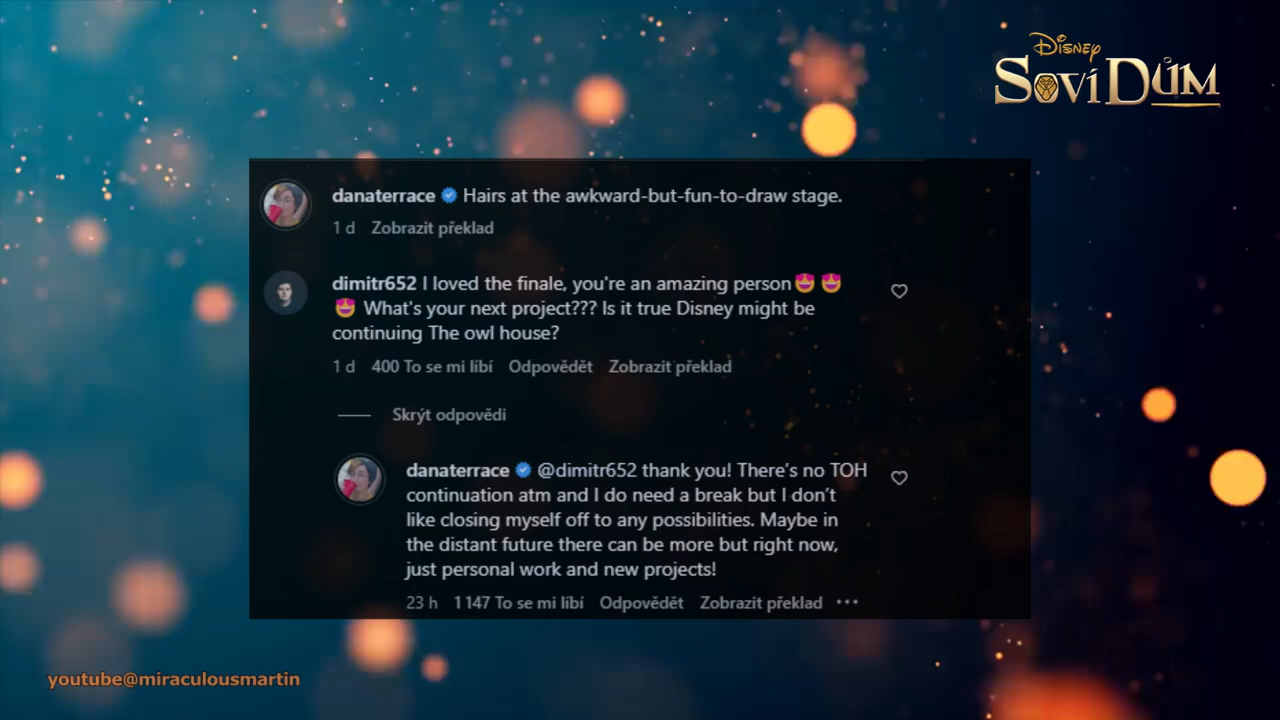 DISNEY
SOVÍ DŮM
danaterrace Hairs at the awkward-but-fun-to-draw stage.
1 d Zobrazit překlad
dimitr652 I loved the finale, you're an amazing person😍😍
😍 What's your next project??? Is it true Disney might be
continuing The owl house?
1 d 400 To se mi líbí Odpovědět Zobrazit překlad
Skrýt odpovědi
danaterrace @dimitr652 thank you! There's no TOH
continuation atm and I do need a break but I don't
like closing myself off to any possibilities. Maybe in
the distant future there can be more but right now,
just personal work and new projects!
23 h 1 147 To se mi líbí Odpovědět Zobrazit překlad •••
youtube@miraculousmartin